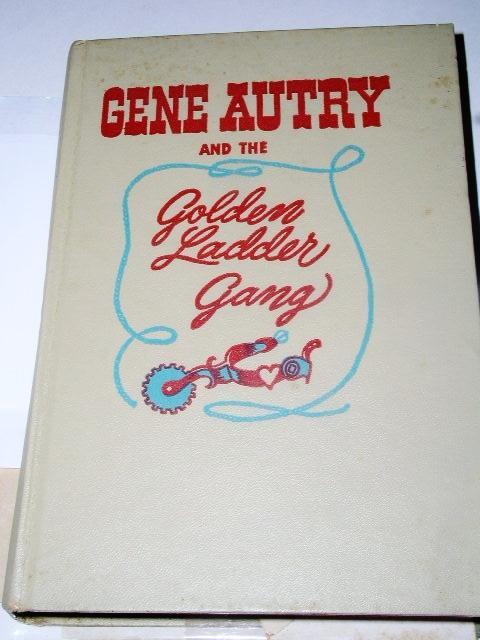 GENE AUTRY
AND THE
Golden
Ladder
Gang